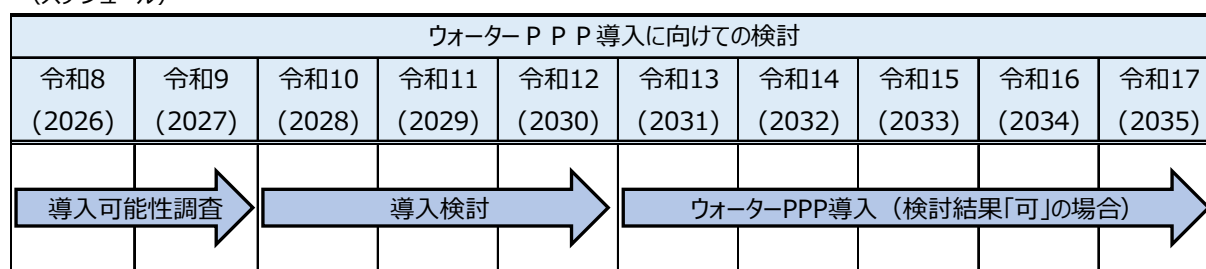 （スケジュール）
ウォーターＰＰＰ導入に向けての検討
令和8 令和9 令和10 令和11 令和12 令和13 令和14 令和15 令和16 令和17
(2026) (2027) (2028) (2029) (2030) (2031) (2032) (2033) (2034) (2035)
導入可能性調査 導入検討 ウォーターPPP導入（検討結果「可」の場合）